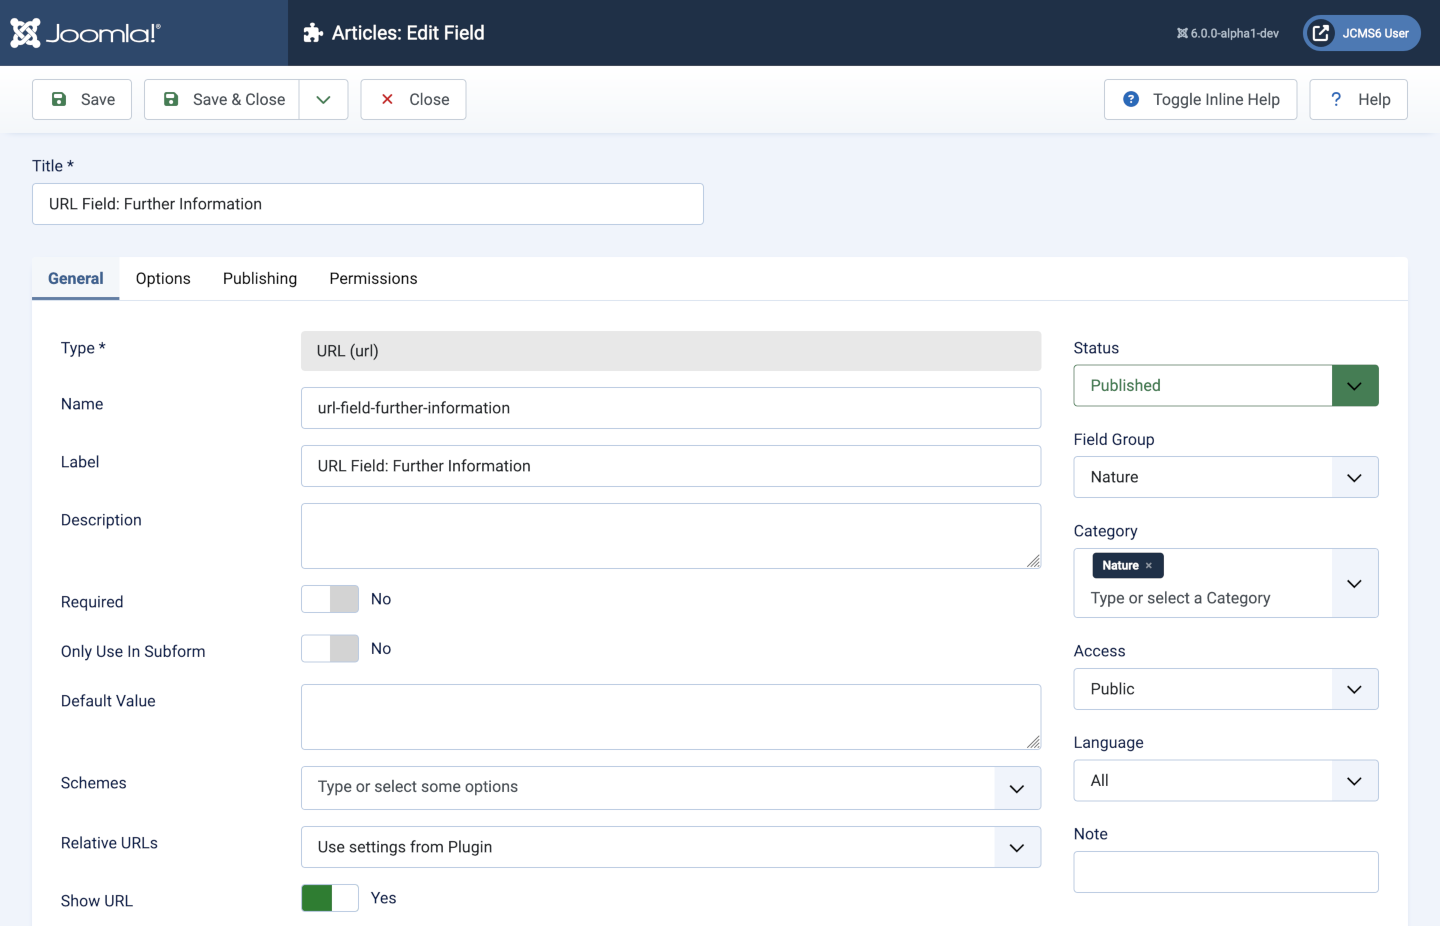 Joomla!®
Articles: Edit Field
6.0.0-alpha1-dev
JCMS6 User
Save
Save & Close
Close
Toggle Inline Help
? Help
Title *
URL Field: Further Information
General
Options
Publishing
Permissions
Type *
URL (url)
Name
url-field-further-information
Label
URL Field: Further Information
Description
Required
No
Only Use In Subform
No
Default Value
Schemes
Type or select some options
Relative URLs
Use settings from Plugin
Show URL
Yes
Status
Published
Field Group
Nature
Category
Nature ×
Type or select a Category
Access
Public
Language
All
Note